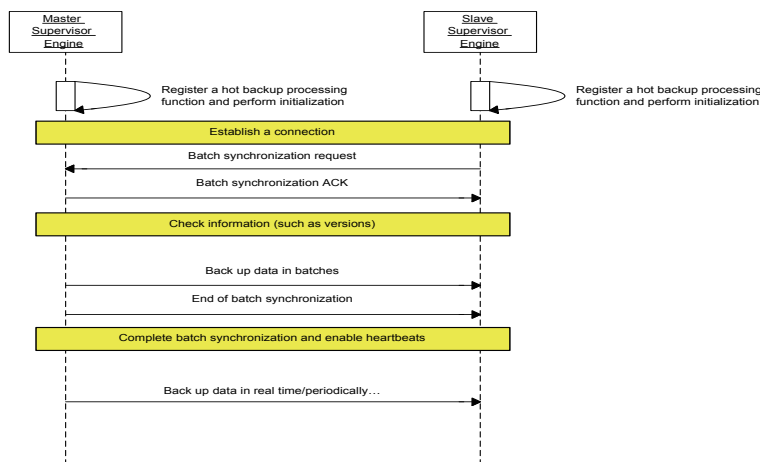 Master
Supervisor
Engine
Slave
Supervisor
Engine
Register a hot backup processing
function and perform initialization
Register a hot backup processing
function and perform initialization
Establish a connection
Batch synchronization request
Batch synchronization ACK
Check information (such as versions)
Back up data in batches
End of batch synchronization
Complete batch synchronization and enable heartbeats
Back up data in real time/periodically…